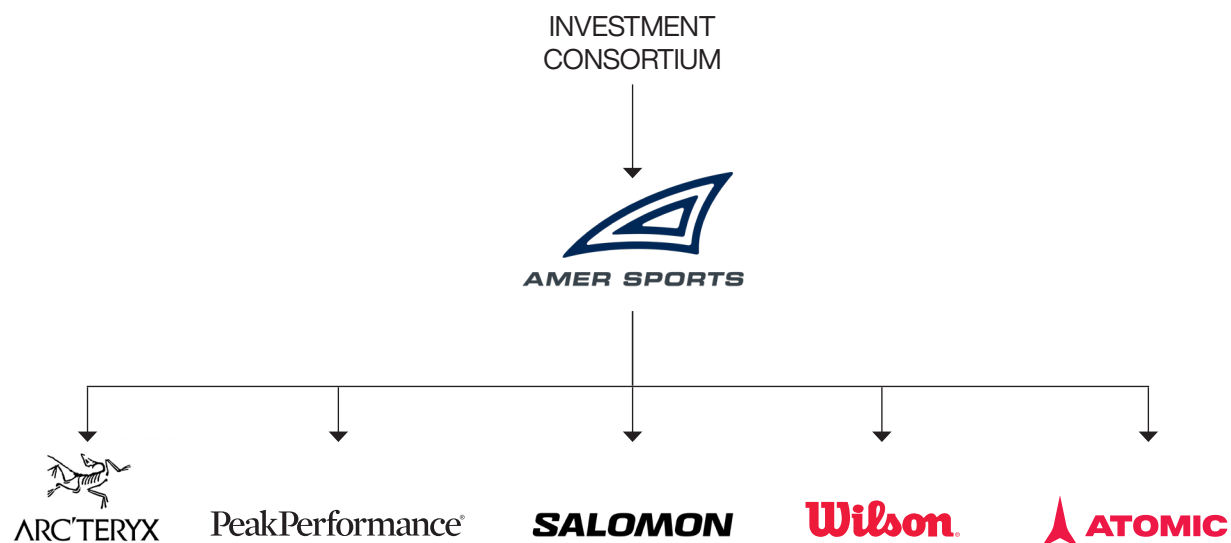 INVESTMENT
CONSORTIUM
AMER SPORTS
ARC'TERYX
PeakPerformance®
SALOMON
Wilson®
ATOMIC